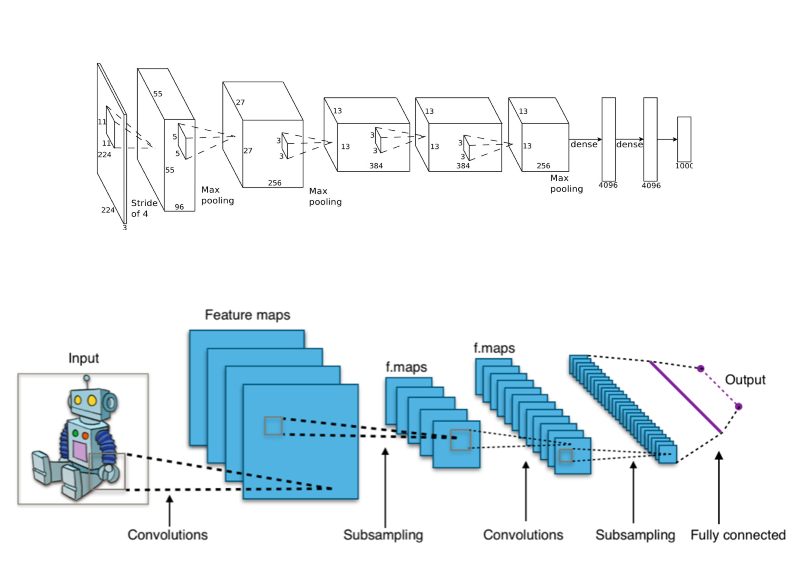 55
27
13
13
13
11
11
224
5
5
55
27
3
3
13
3
3
13
3
3
13
384
384
256
dense
dense
1000
224
3
Stride
of 4
96
Max
pooling
256
Max
pooling
Max
pooling
4096
4096
Feature maps
Input
f.maps
f.maps
Output
Convolutions
Subsampling
Convolutions
Subsampling
Fully connected